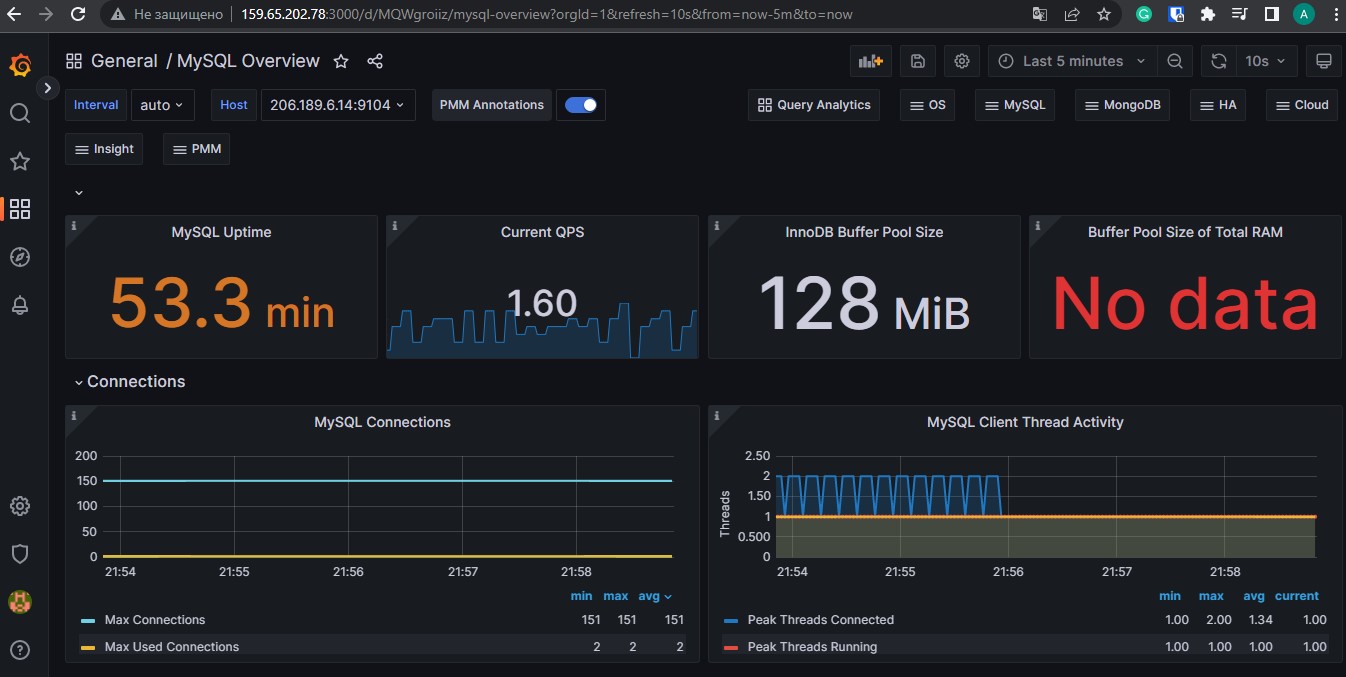 Не защищено 159.65.202.78:3000/d/MQWgroiiz/mysql-overview?orgId=1&refresh=10s&from=now-5m&to=now
General / MySQL Overview Last 5 minutes 10s
Interval auto Host 206.189.6.14:9104 PMM Annotations Query Analytics OS MySQL MongoDB HA Cloud
Insight PMM
MySQL Uptime
53.3 min
Current QPS
1.60
InnoDB Buffer Pool Size
128 MiB
Buffer Pool Size of Total RAM
No data
Connections
MySQL Connections
200
150
100
50
0
21:54 21:55 21:56 21:57 21:58
min max avg
Max Connections 151 151 151
Max Used Connections 2 2 2
MySQL Client Thread Activity
Threads
2.50
2
1.50
1
0.500
0
21:54 21:55 21:56 21:57 21:58
min max avg current
Peak Threads Connected 1.00 2.00 1.34 1.00
Peak Threads Running 1.00 1.00 1.00 1.00